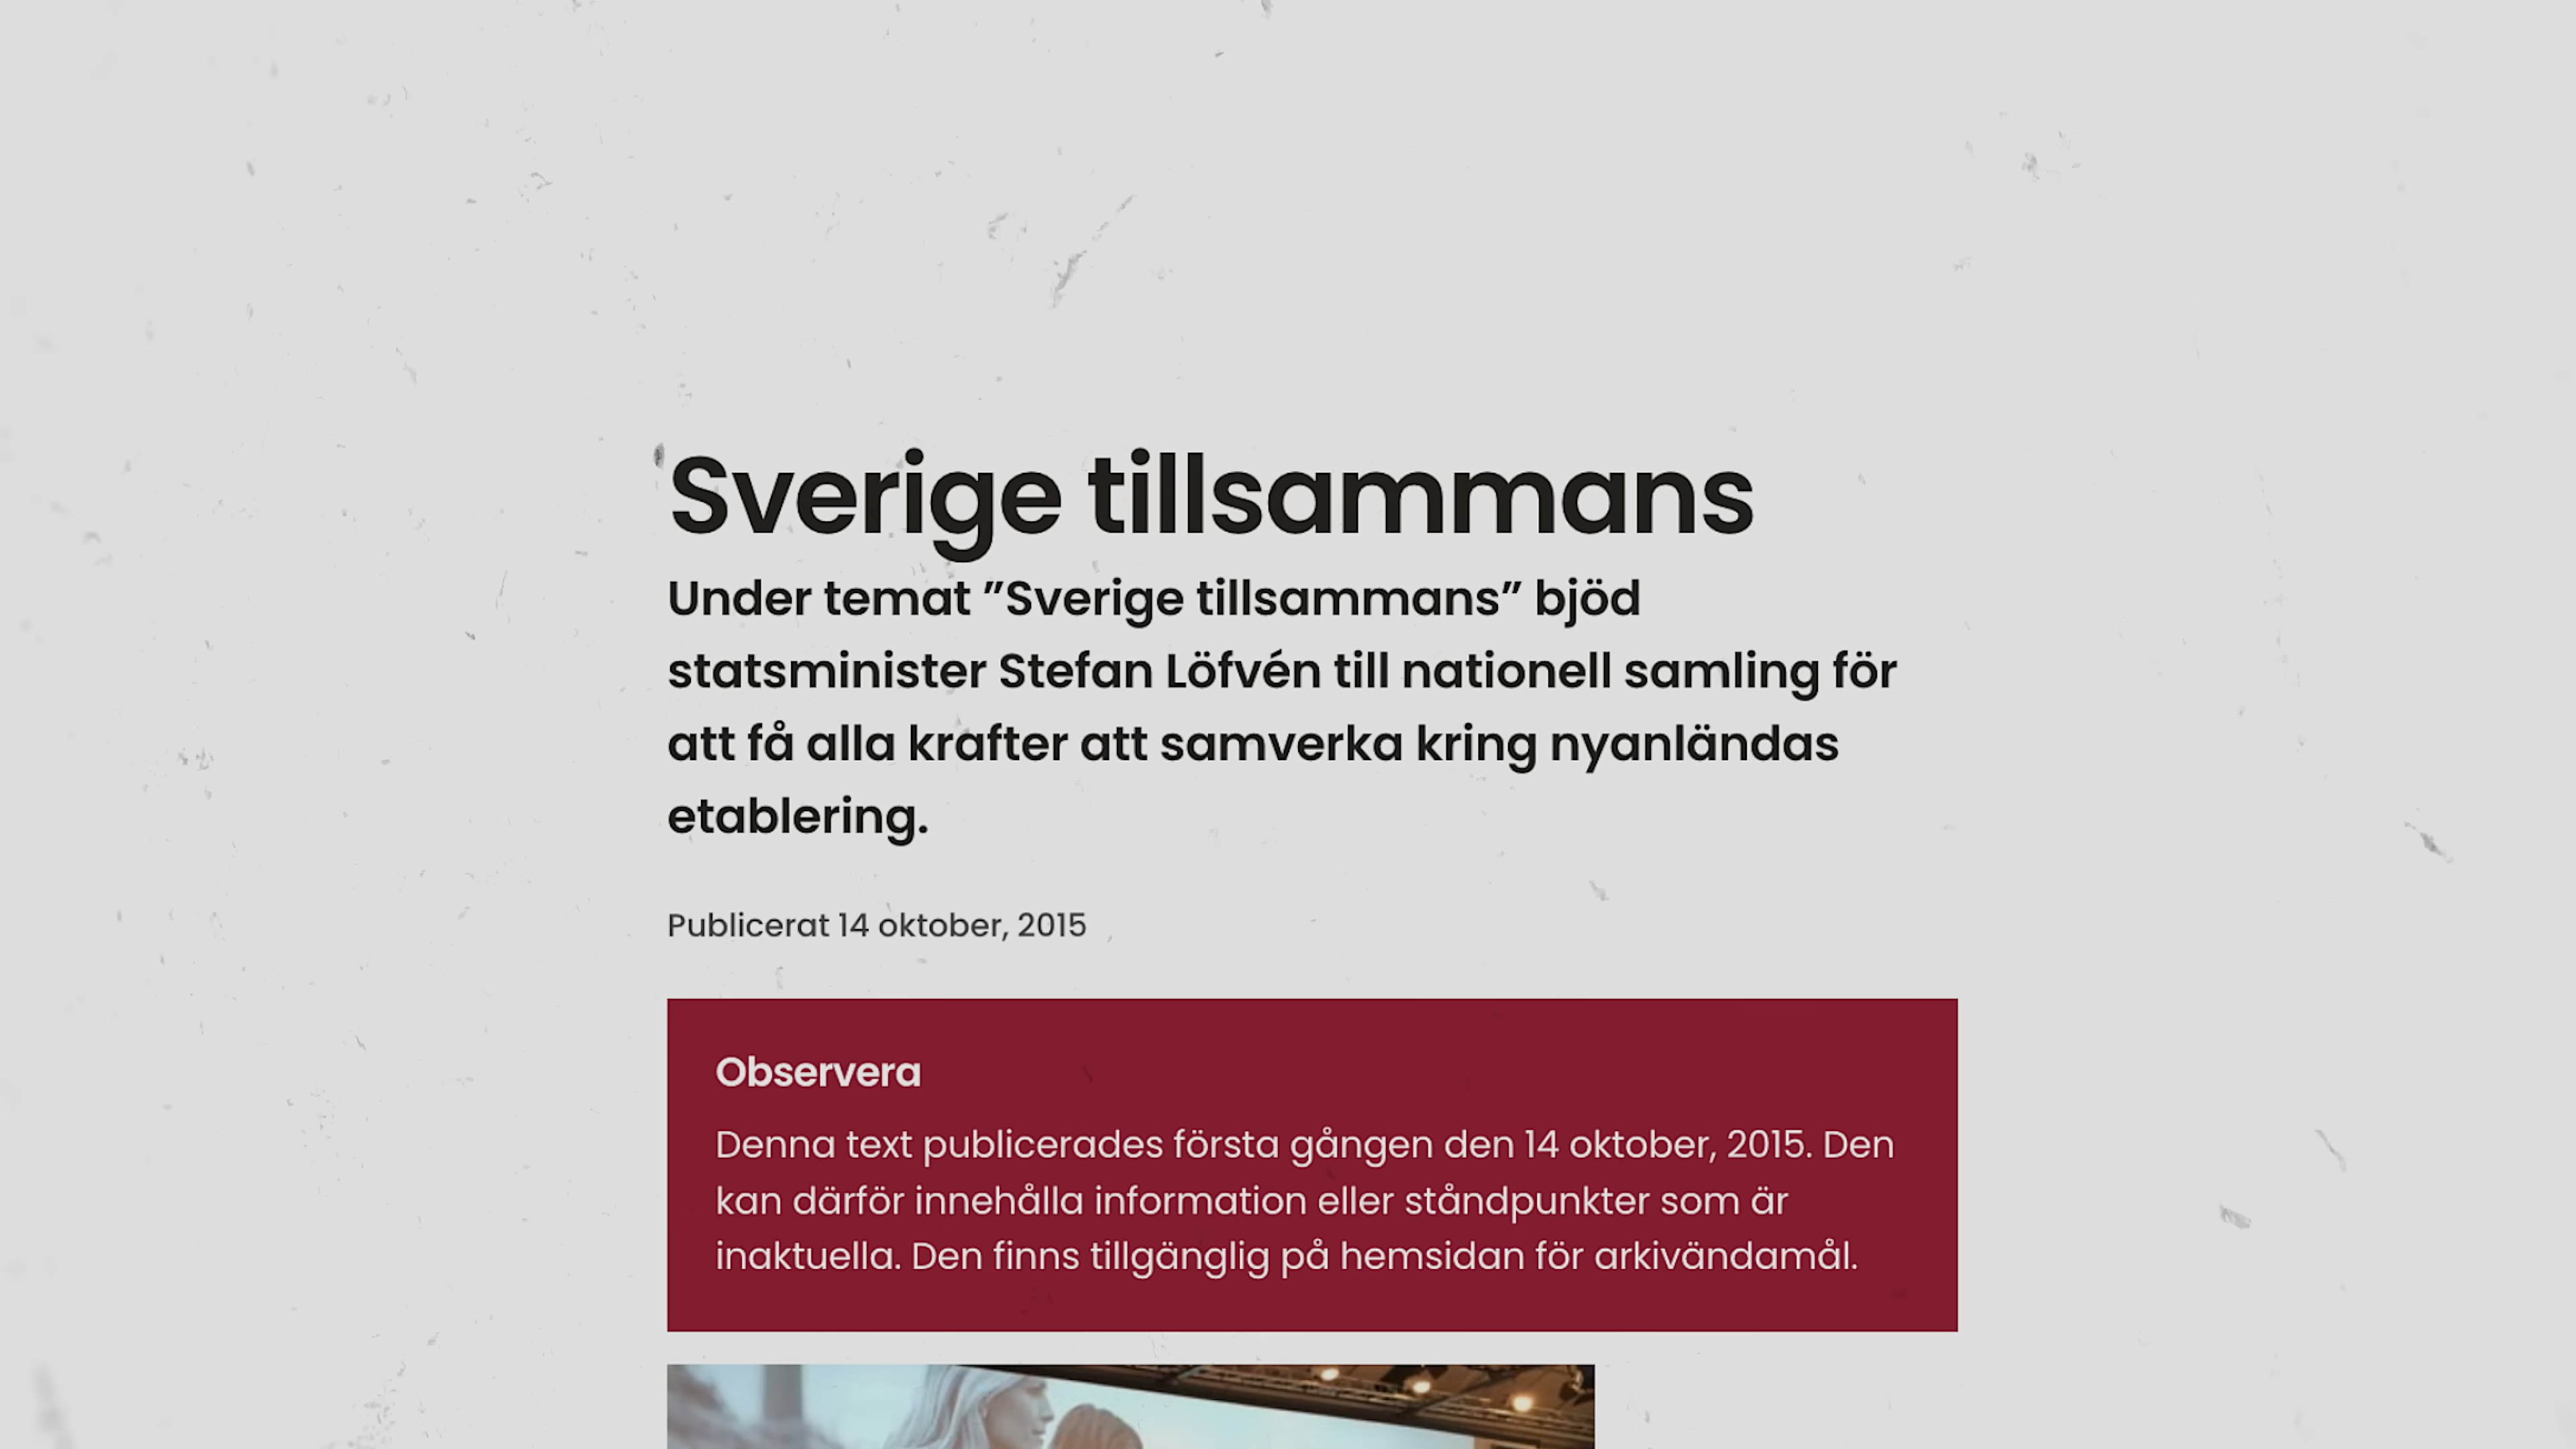 Sverige tillsammans
Under temat ”Sverige tillsammans” bjöd
statsminister Stefan Löfvén till nationell samling för
att få alla krafter att samverka kring nyanländas
etablering.
Publicerat 14 oktober, 2015
Observera
Denna text publicerades första gången den 14 oktober, 2015. Den
kan därför innehålla information eller ståndpunkter som är
inaktuella. Den finns tillgänglig på hemsidan för arkivändamål.